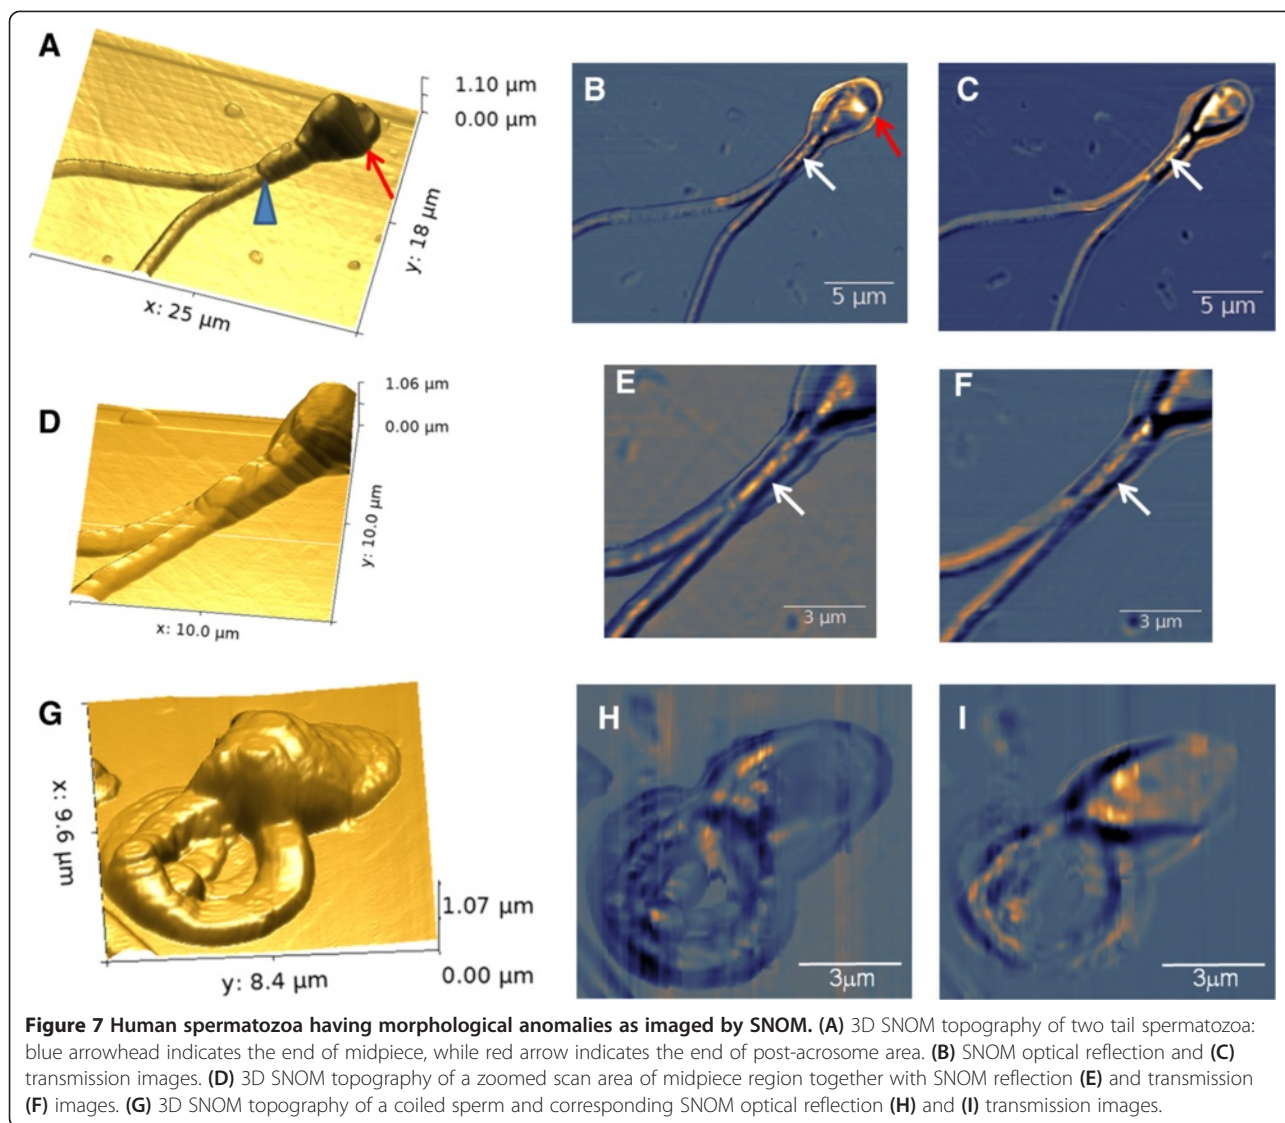 A
1.10 µm
0.00 µm
y: 18 µm
x: 25 µm
B
5 µm
C
5 µm
D
1.06 µm
0.00 µm
y: 10.0 µm
x: 10.0 µm
E
3 µm
F
3 µm
G
x: 9.6 µm
1.07 µm
0.00 µm
y: 8.4 µm
H
3µm
I
3µm
Figure 7 Human spermatozoa having morphological anomalies as imaged by SNOM. (A) 3D SNOM topography of two tail spermatozoa:
blue arrowhead indicates the end of midpiece, while red arrow indicates the end of post-acrosome area. (B) SNOM optical reflection and (C)
transmission images. (D) 3D SNOM topography of a zoomed scan area of midpiece region together with SNOM reflection (E) and transmission
(F) images. (G) 3D SNOM topography of a coiled sperm and corresponding SNOM optical reflection (H) and (I) transmission images.